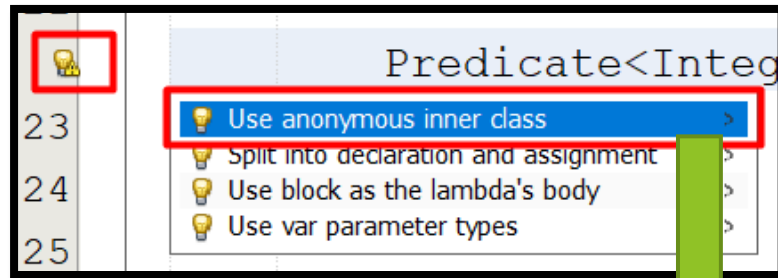 Predicate<Integ
23
Use anonymous inner class
Split into declaration and assignment
24
Use block as the lambda's body
Use var parameter types
25